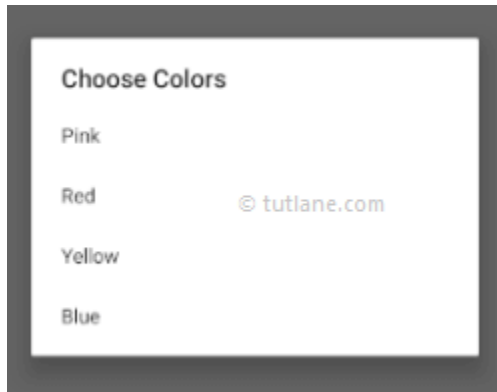 Choose Colors
Pink
Red
© tutlane.com
Yellow
Blue